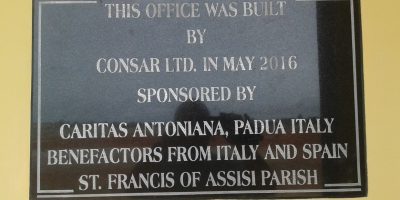 THIS OFFICE WAS BUILT
BY
CONSAR LTD. IN MAY 2016
SPONSORED BY
CARITAS ANTONIANA, PADUA ITALY
BENEFACTORS FROM ITALY AND SPAIN
ST. FRANCIS OF ASSISI PARISH